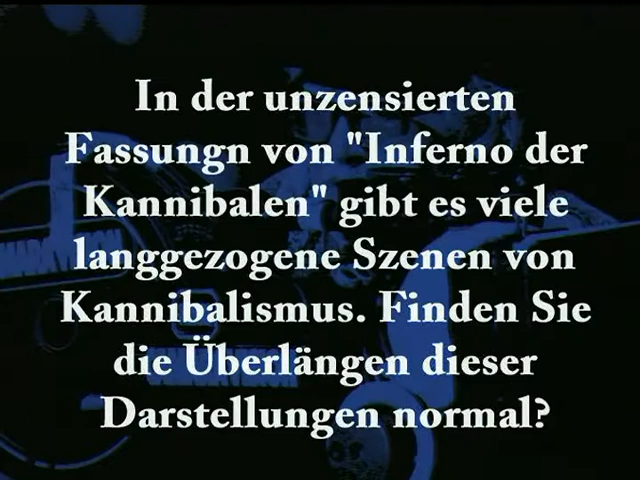 In der unzensierten
Fassungn von "Inferno der
Kannibalen" gibt es viele
langgezogene Szenen von
Kannibalismus. Finden Sie
die Überlängen dieser
Darstellungen normal?